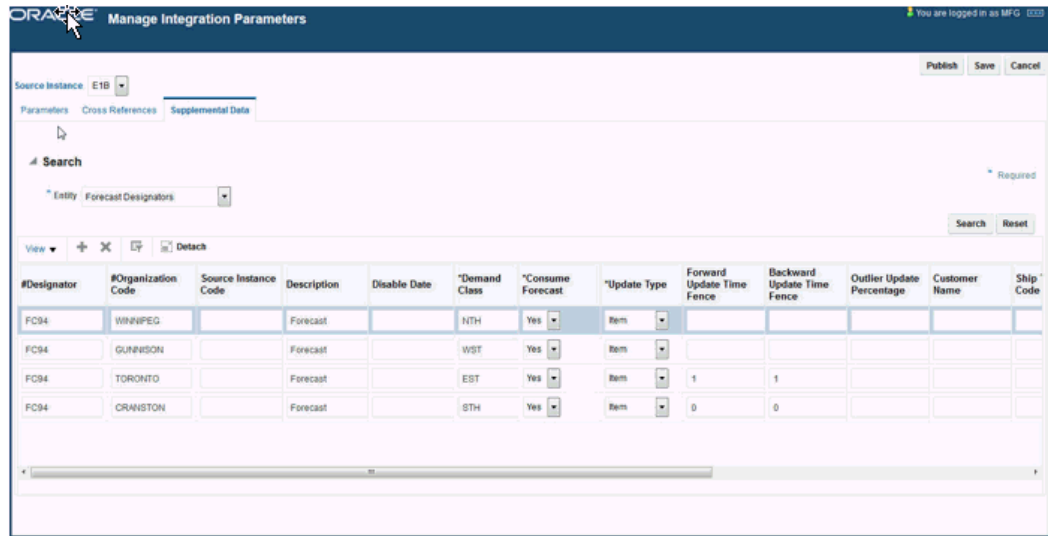 ORACLE Manage Integration Parameters
You are logged in as MFG
Publish Save Cancel
Source Instance E1B
Parameters Cross References Supplemental Data
Search
* Required
* Entity Forecast Designators
Search Reset
View Detach
#Designator #Organization Code Source Instance Code Description Disable Date *Demand Class *Consume Forecast *Update Type Forward Update Time Fence Backward Update Time Fence Outlier Update Percentage Customer Name Ship Code
FC94 WINNIPEG Forecast NTH Yes Item
FC94 GUNNISON Forecast WST Yes Item
FC94 TORONTO Forecast EST Yes Item 1 1
FC94 CRANSTON Forecast STH Yes Item 0 0